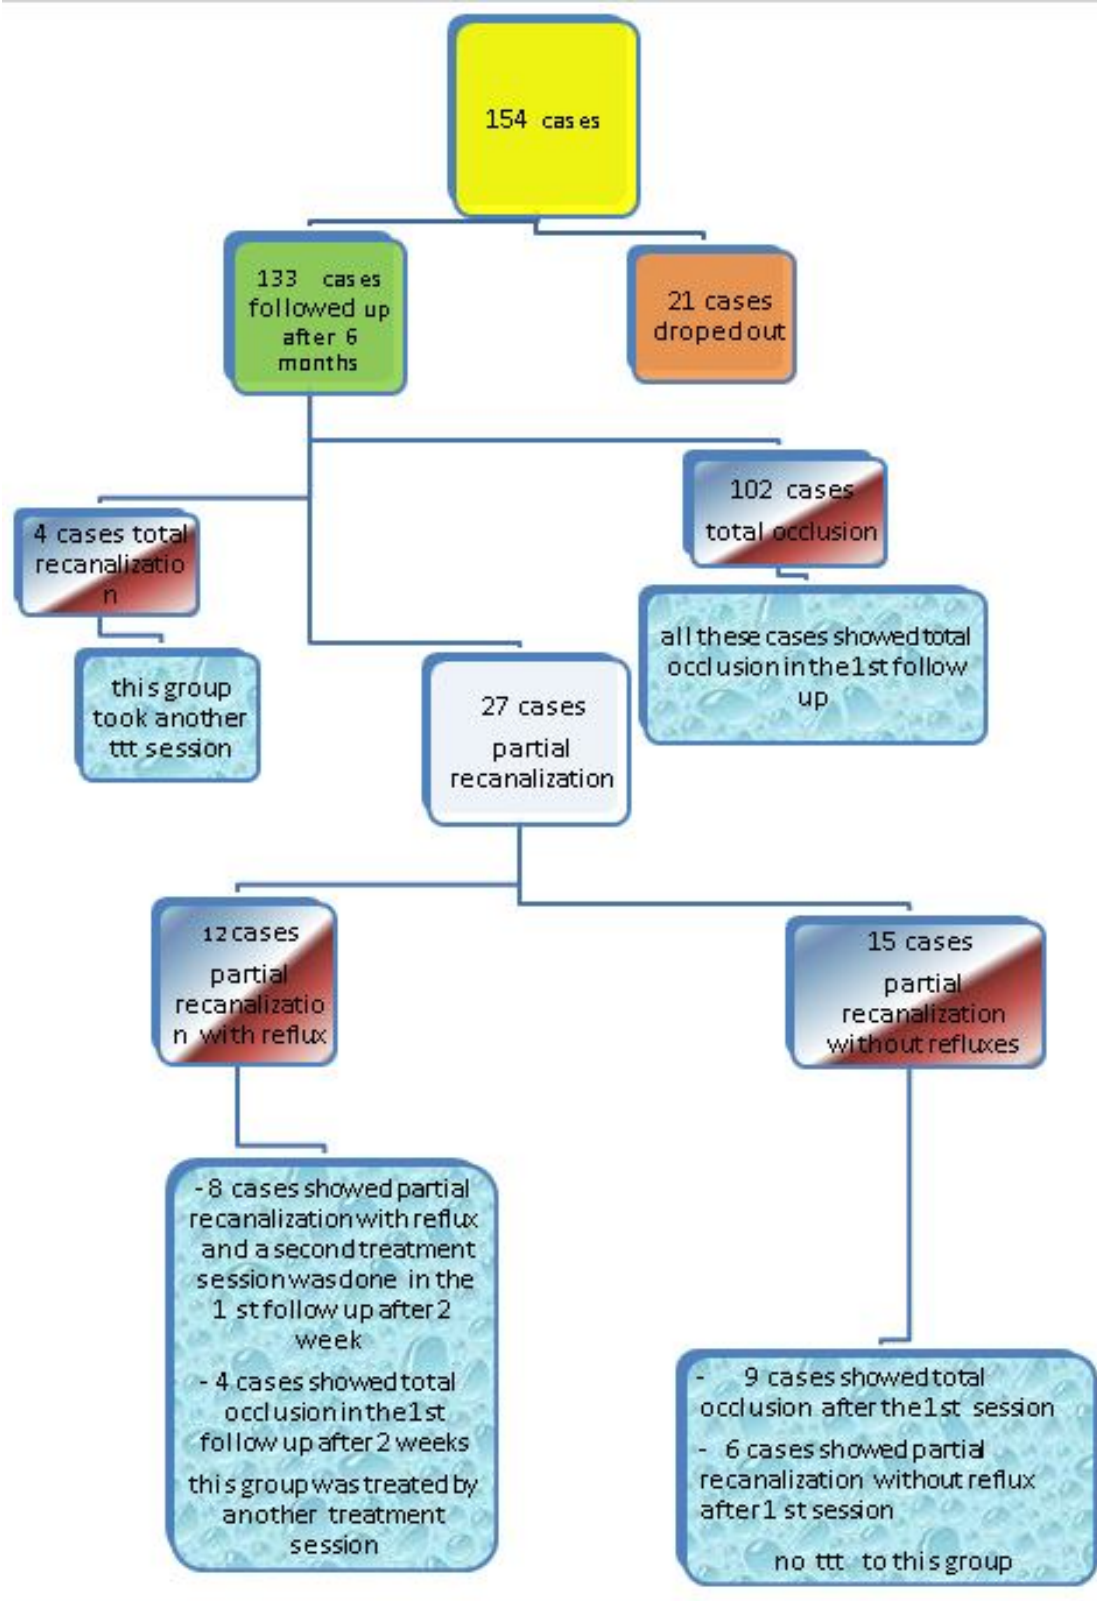 154 cases
133 cases
followed up
after 6
months
21 cases
droped out
102 cases
total occlusion
4 cases total
recanalizatio
n
all these cases showed total
occlusion in the 1st follow
up
this group
took another
ttt session
27 cases
partial
recanalization
12 cases
partial
recanalizatio
n with reflux
15 cases
partial
recanalization
without refluxes
- 8 cases showed partial
recanalization with reflux
and a second treatment
session was done in the
1 st follow up after 2
week
- 4 cases showed total
occlusion in the 1st
follow up after 2 weeks
this group was treated by
another treatment
session
- 9 cases showed total
occlusion after the 1st session
- 6 cases showed partial
recanalization without reflux
after 1 st session
no ttt to this group